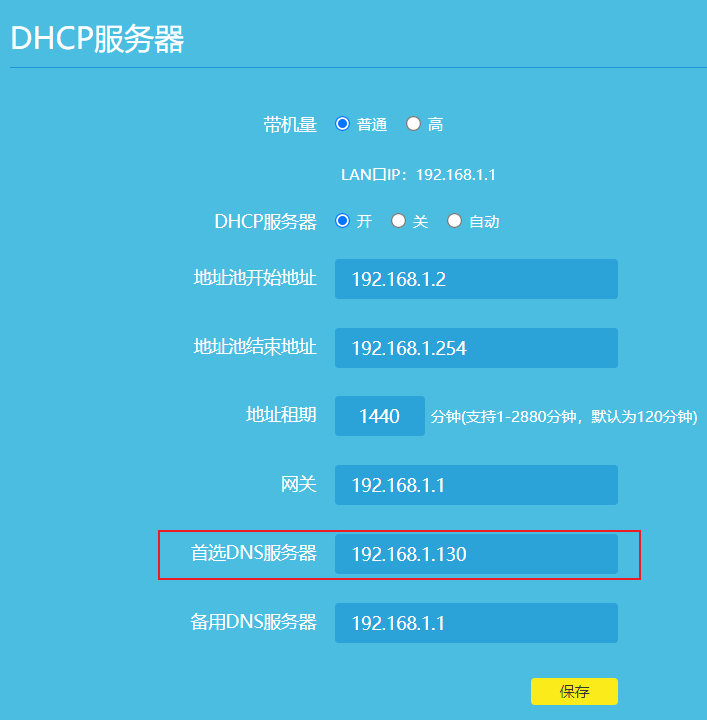 DHCP服务器
带机量 普通 高
LAN口IP：192.168.1.1
DHCP服务器 开 关 自动
地址池开始地址 192.168.1.2
地址池结束地址 192.168.1.254
地址租期 1440 分钟(支持1-2880分钟，默认为120分钟)
网关 192.168.1.1
首选DNS服务器 192.168.1.130
备用DNS服务器 192.168.1.1
保存